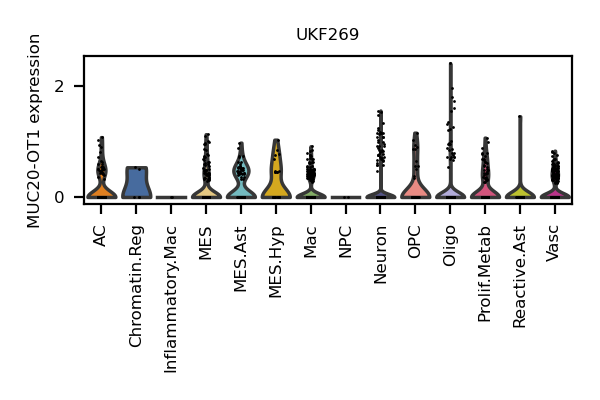 UKF269
MUC20-OT1 expression
2
0
AC
Chromatin.Reg
Inflammatory.Mac
MES
MES.Ast
MES.Hyp
Mac
NPC
Neuron
OPC
Oligo
Prolif.Metab
Reactive.Ast
Vasc